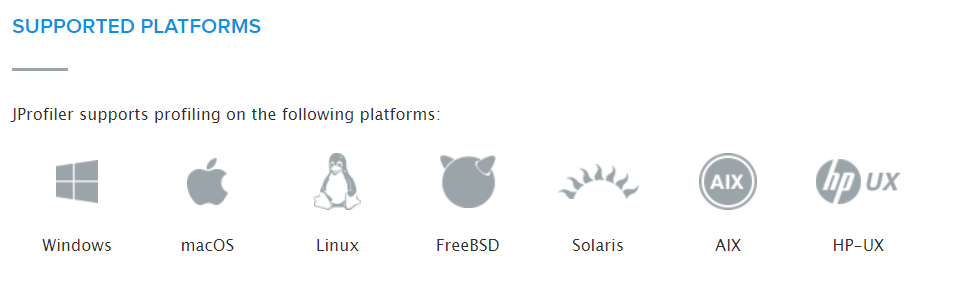 SUPPORTED PLATFORMS
JProfiler supports profiling on the following platforms:
AIX hp UX
Windows macOS Linux FreeBSD Solaris AIX HP-UX